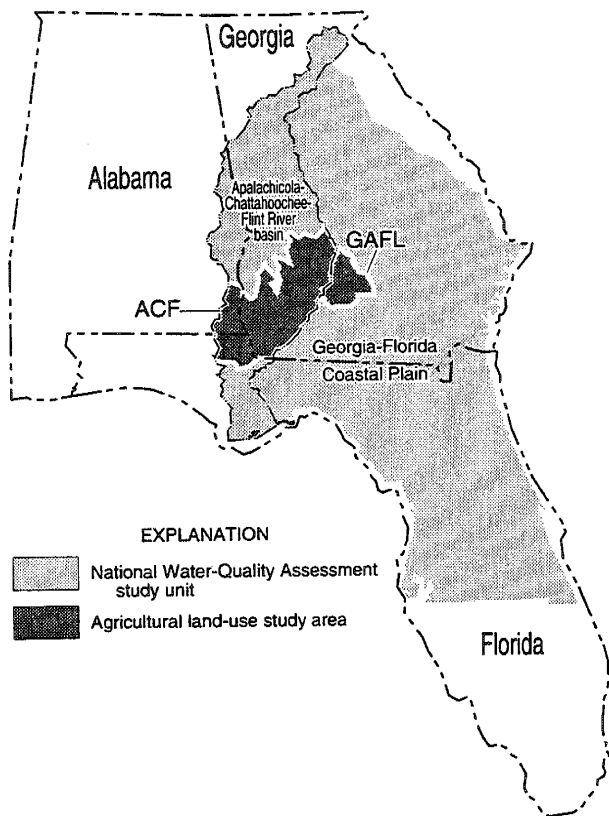 Georgia
Alabama
Apalachicola-
Chattahoochee-
Flint River
basin
GAFL
ACF
Georgia-Florida
Coastal Plain
EXPLANATION
National Water-Quality Assessment
study unit
Agricultural land-use study area
Florida